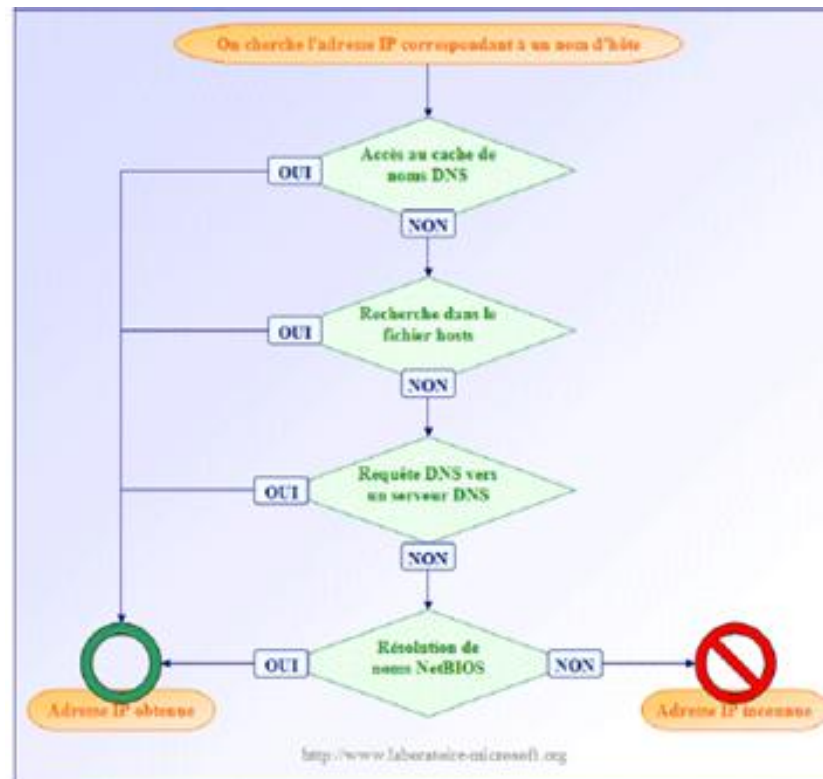 On cherche l'adresse IP correspondant à un nom d'hôte
Accès au cache de
noms DNS
OUI
NON
Recherche dans le
fichier hosts
OUI
NON
Requête DNS vers
un serveur DNS
OUI
NON
Résolution de
noms NetBIOS
OUI
NON
Adresse IP obtenue
Adresse IP inconnue
http://www.laboratoire-microsoft.org